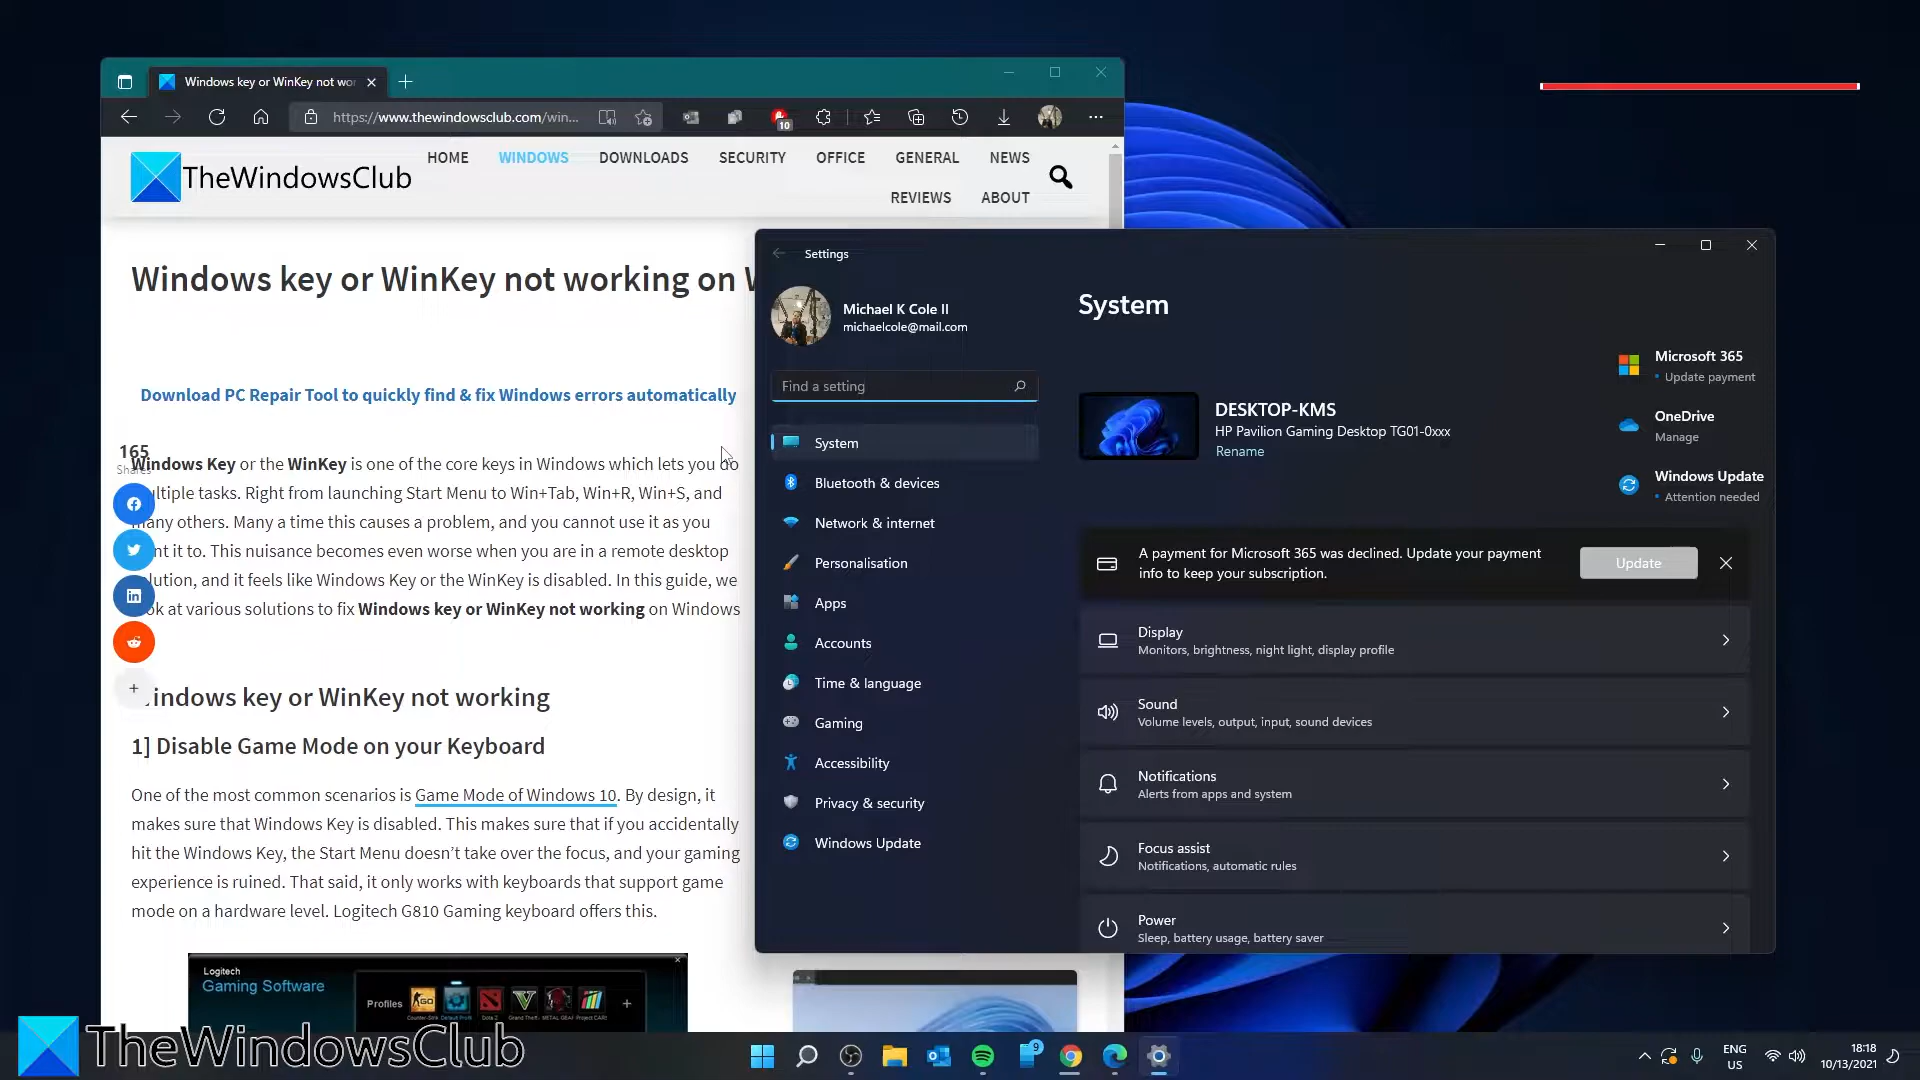 Windows key or WinKey not wor
https://www.thewindowsclub.com/win...
10
TheWindowsClub
HOME WINDOWS DOWNLOADS SECURITY OFFICE GENERAL NEWS
REVIEWS ABOUT
Windows key or WinKey not working on W
Download PC Repair Tool to quickly find & fix Windows errors automatically
165
Shares
Windows Key or the WinKey is one of the core keys in Windows which lets you do
ultiple tasks. Right from launching Start Menu to Win+Tab, Win+R, Win+S, and
many others. Many a time this causes a problem, and you cannot use it as you
nt it to. This nuisance becomes even worse when you are in a remote desktop
lution, and it feels like Windows Key or the WinKey is disabled. In this guide, we
ok at various solutions to fix Windows key or WinKey not working on Windows
indows key or WinKey not working
1] Disable Game Mode on your Keyboard
One of the most common scenarios is Game Mode of Windows 10. By design, it
makes sure that Windows Key is disabled. This makes sure that if you accidentally
hit the Windows Key, the Start Menu doesn't take over the focus, and your gaming
experience is ruined. That said, it only works with keyboards that support game
mode on a hardware level. Logitech G810 Gaming keyboard offers this.
Logitech
Gaming Software
Profiles
GO
Default Profile
Dota 2
METAL GEAR
Project CARS
Settings
Michael K Cole II
michaelcole@mail.com
Find a setting
System
Bluetooth & devices
Network & internet
Personalisation
Apps
Accounts
Time & language
Gaming
Accessibility
Privacy & security
Windows Update
System
DESKTOP-KMS
HP Pavilion Gaming Desktop TG01-0xxx
Rename
Microsoft 365
Update payment
OneDrive
Manage
Windows Update
Attention needed
A payment for Microsoft 365 was declined. Update your payment
info to keep your subscription.
Update
Display
Monitors, brightness, night light, display profile
Sound
Volume levels, output, input, sound devices
Notifications
Alerts from apps and system
Focus assist
Notifications, automatic rules
Power
Sleep, battery usage, battery saver
TheWindowsClub
9
ENG
US
18:18
10/13/2021